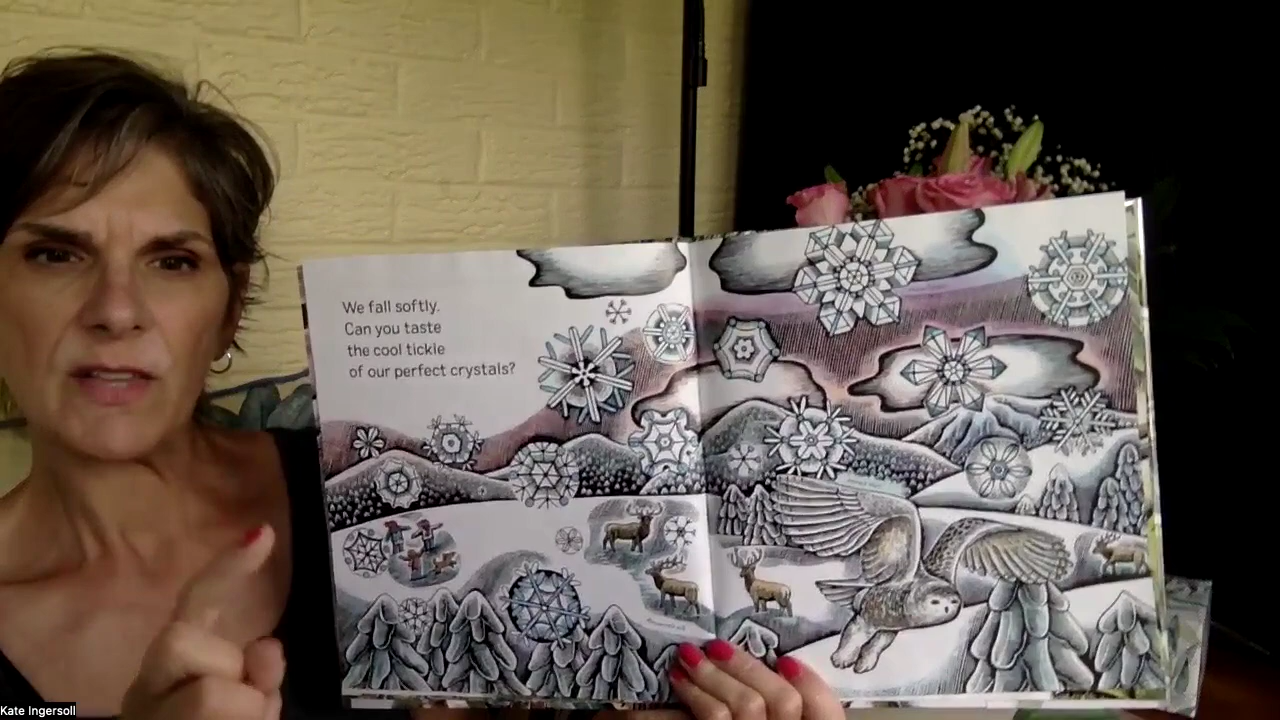 We fall softly.
Can you taste
the cool tickle
of our perfect crystals?
Kate Ingersoll